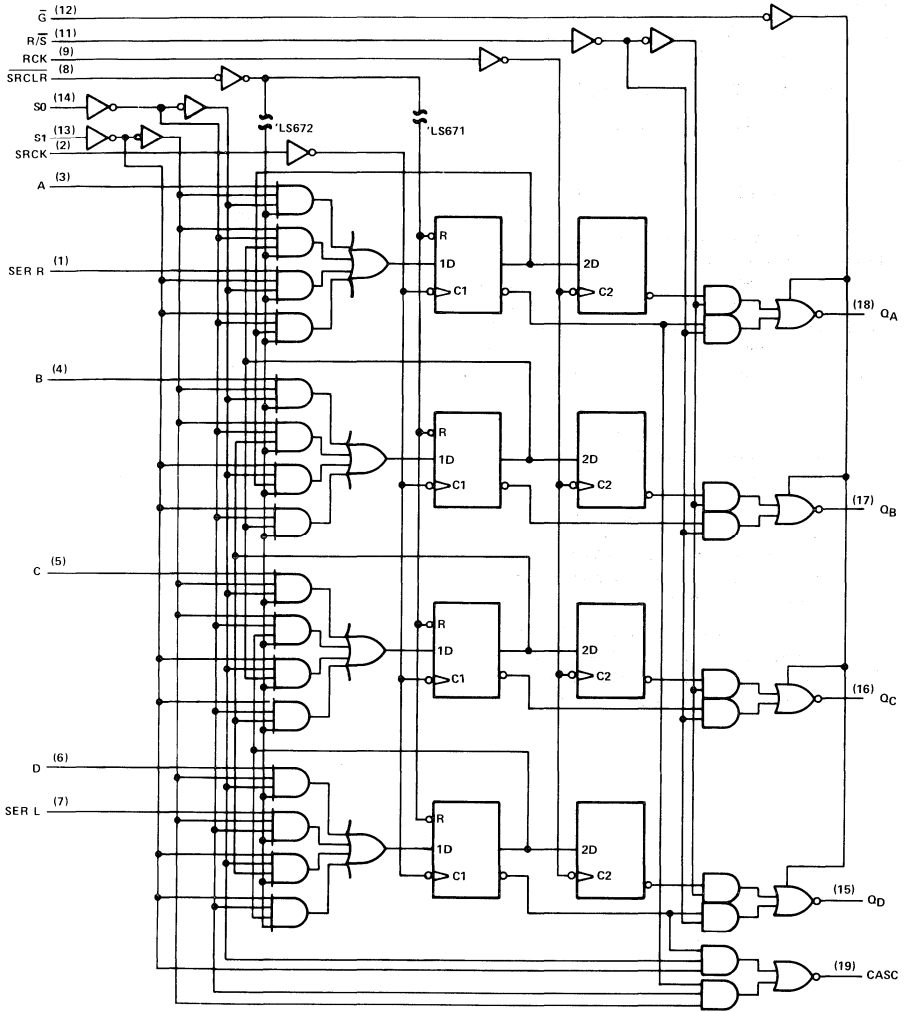 G̅ (12)
R/S̅ (11)
RCK (9)
S̅R̅C̅L̅R̅ (8)
S0 (14)
'LS672 'LS671
S1 (13)
SRCK (2)
A (3)
R
1D 2D
SER R (1)
C1 C2
(18) QA
B (4)
R
1D 2D
C1 C2
(17) QB
C (5)
R
1D 2D
C1 C2
(16) QC
D (6)
SER L (7)
R
1D 2D
C1 C2
(15) QD
(19) CASC